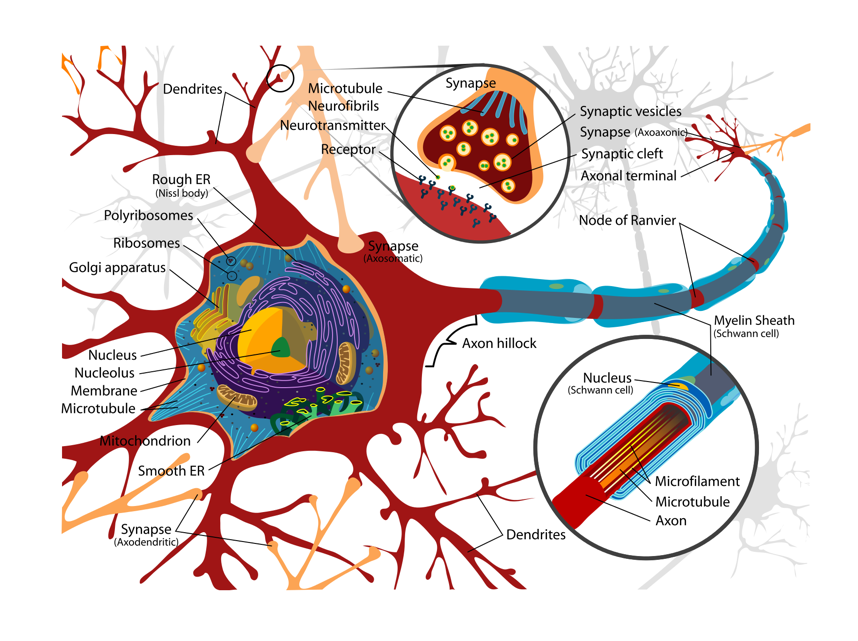 Dendrites
Microtubule
Neurofibrils
Neurotransmitter
Receptor
Synapse
Synaptic vesicles
Synapse (Axoaxonic)
Synaptic cleft
Axonal terminal
Rough ER
(Nissl body)
Polyribosomes
Ribosomes
Golgi apparatus
Synapse
(Axosomatic)
Node of Ranvier
Axon hillock
Myelin Sheath
(Schwann cell)
Nucleus
Nucleolus
Membrane
Microtubule
Mitochondrion
Smooth ER
Synapse
(Axodendritic)
Dendrites
Nucleus
(Schwann cell)
Microfilament
Microtubule
Axon